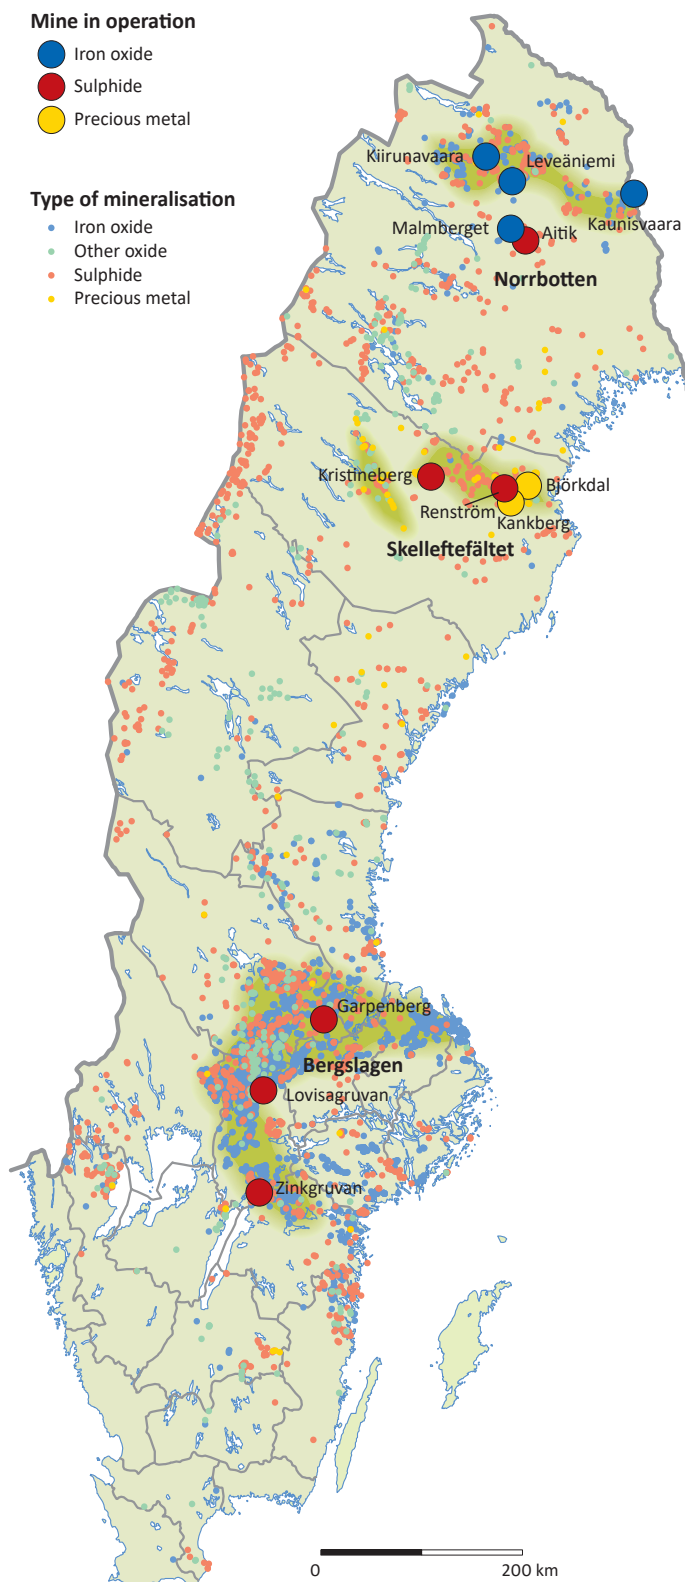 Mine in operation
Iron oxide
Sulphide
Precious metal
Type of mineralisation
Iron oxide
Other oxide
Sulphide
Precious metal
Kiirunavaara
Leveäniemi
Kaunisvaara
Malmberget
Aitik
Norrbotten
Kristineberg
Björkdal
Renström
Kankberg
Skelleftefältet
Garpenberg
Bergslagen
Lovisagruvan
Zinkgruvan
0
200 km